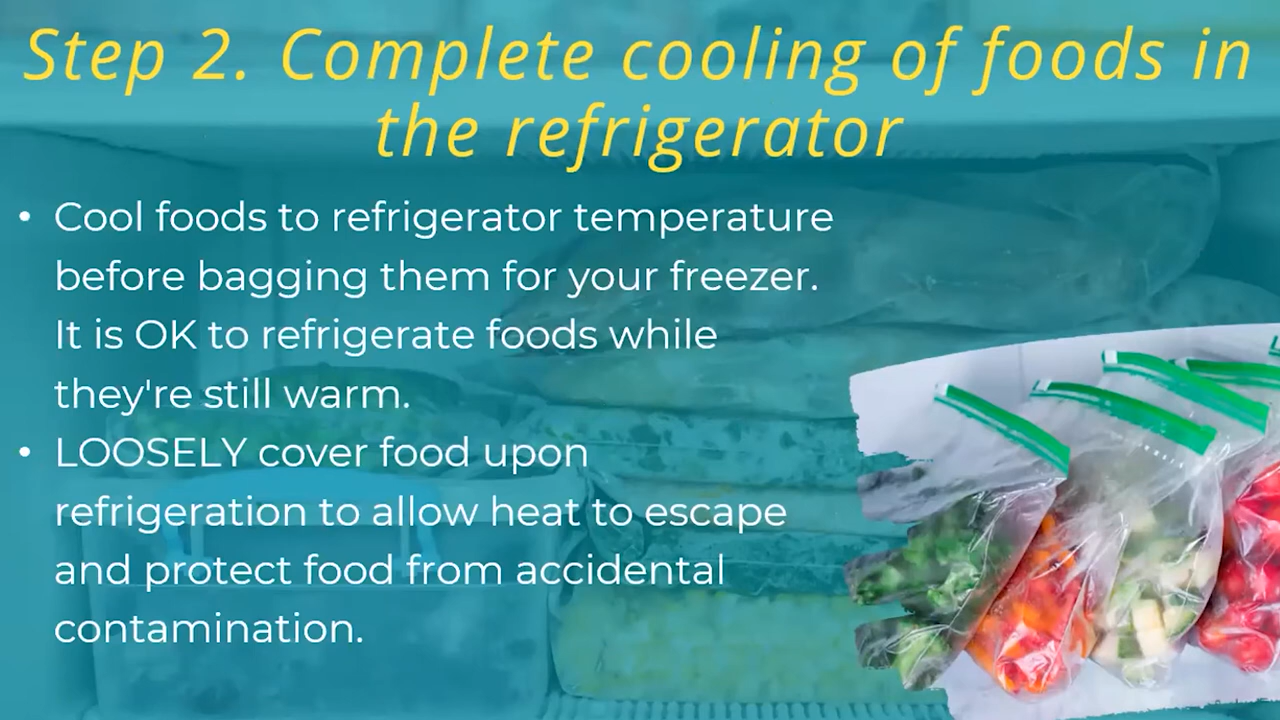 Step 2. Complete cooling of foods in
the refrigerator
• Cool foods to refrigerator temperature
before bagging them for your freezer.
It is OK to refrigerate foods while
they're still warm.
• LOOSELY cover food upon
refrigeration to allow heat to escape
and protect food from accidental
contamination.